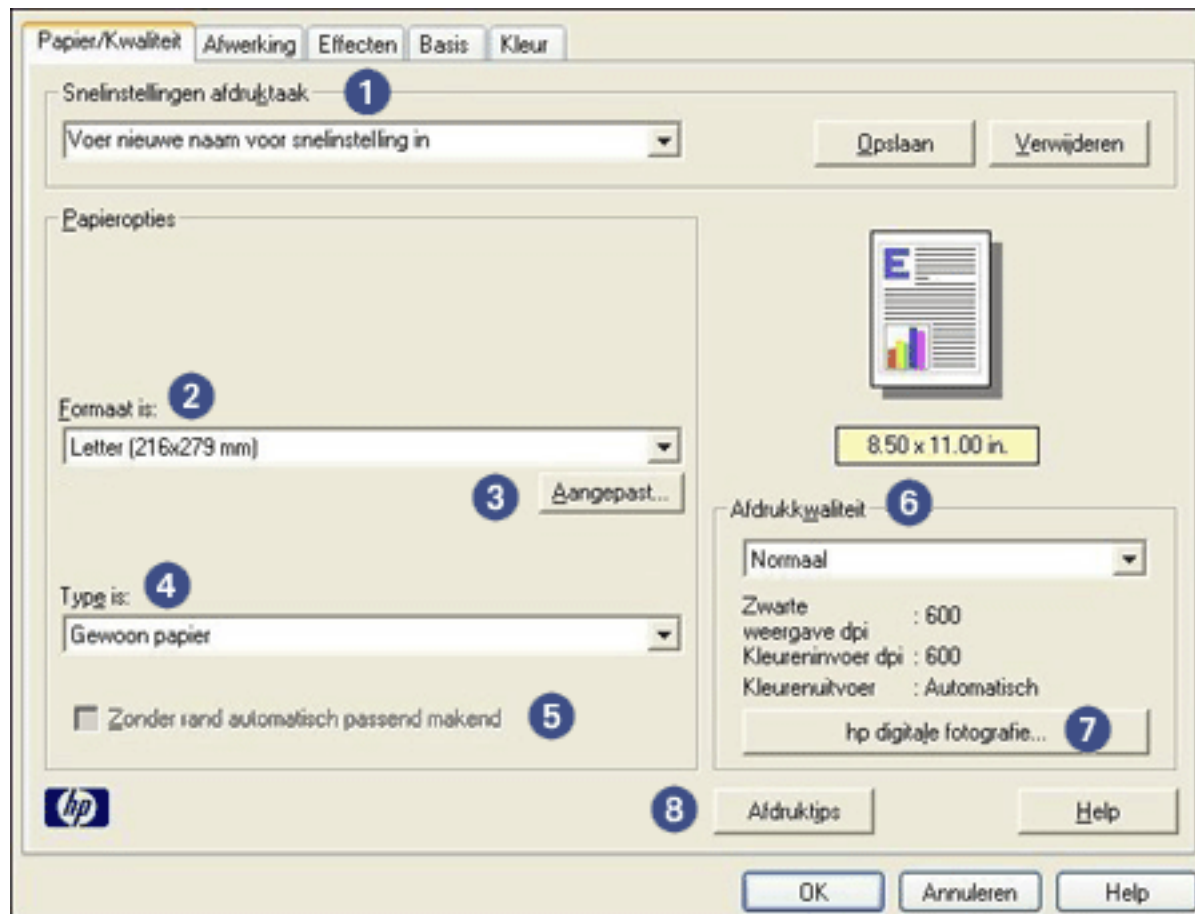 Papier/Kwaliteit Afwerking Effecten Basis Kleur
Snelinstellingen afdruktaak 1
Voer nieuwe naam voor snelinstelling in Opslaan Verwijderen
Papieropties
E
Formaat is: 2
Letter (216x279 mm) 8.50 x 11.00 in.
3 Aangepast...
Afdrukkwaliteit 6
Normaal
Type is: 4
Gewoon papier
Zwarte
weergave dpi : 600
Kleureninvoer dpi : 600
Kleurenuitvoer : Automatisch
Zonder rand automatisch passend makend 5
hp digitale fotografie... 7
hp 8 Afdruktips Help
OK Annuleren Help